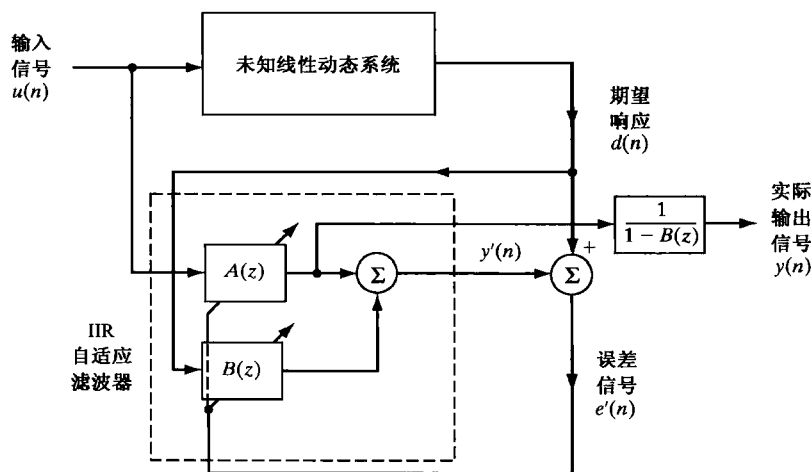 输入
信号
u(n)
未知线性动态系统
期望
响应
d(n)
实际
输出
信号
y(n)
1
1 − B(z)
A(z)
Σ
y′(n)
+
Σ
IIR
自适应
滤波器
B(z)
误差
信号
e′(n)